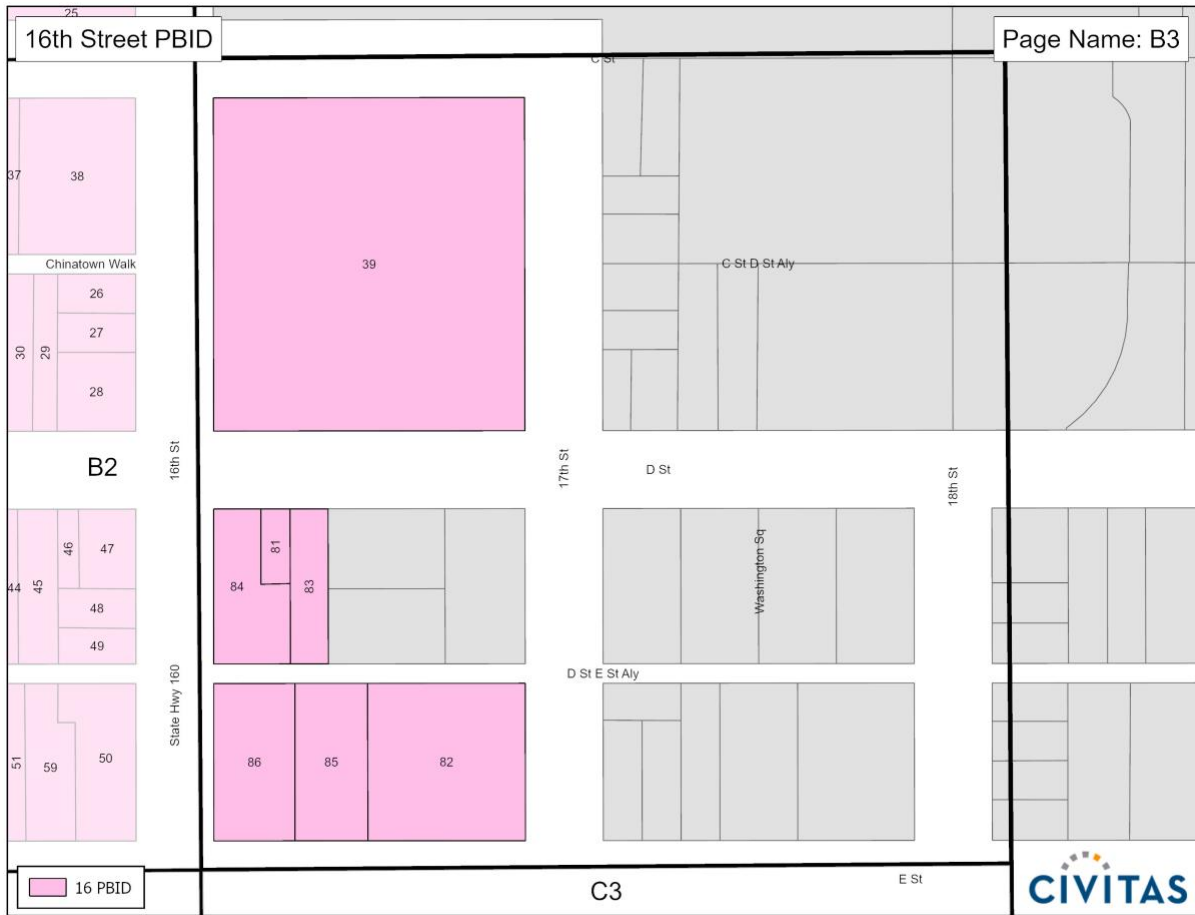 25
16th Street PBID
Page Name: B3
C St
37
38
39
Chinatown Walk
C St D St Aly
26
27
28
30
29
B2
16th St
17th St
D St
18th St
44
45
46
47
48
49
84
81
83
Washington Sq
D St E St Aly
State Hwy 160
51
59
50
86
85
82
16 PBID
C3
E St
CIVITAS